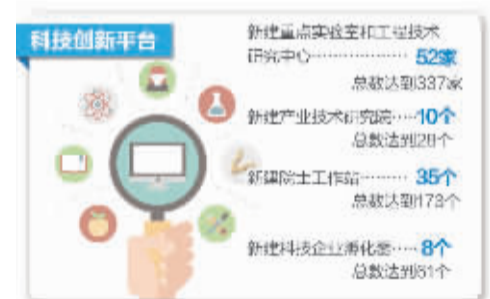 科技创新平台
新建重点实验室和工程技术
研究中心·················· 52家
总数达到337家
新建产业技术研究院·····10个
总数达到28个
新建院士工作站········· 35个
总数达到173个
新建科技企业孵化器····· 8个
总数达到61个